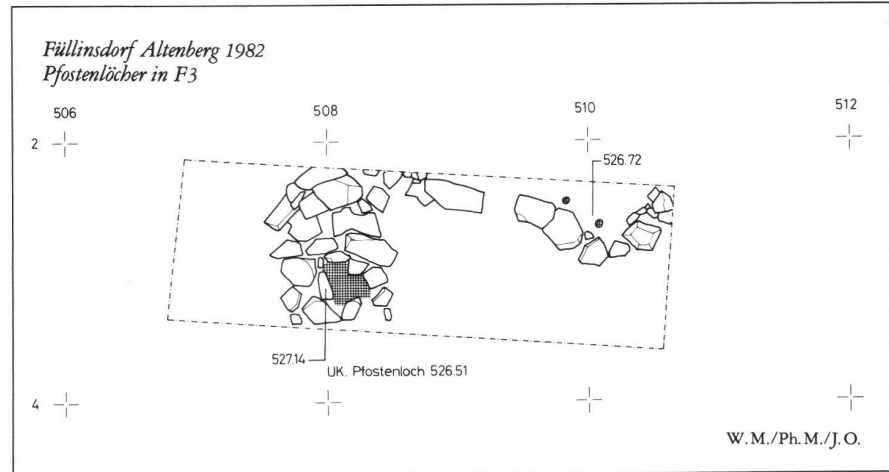 Füllinsdorf Altenberg 1982
Pfostenlöcher in F3
506 508 510 512
2
526.72
527.14
UK. Pfostenloch 526.51
4
W.M./Ph.M./J.O.